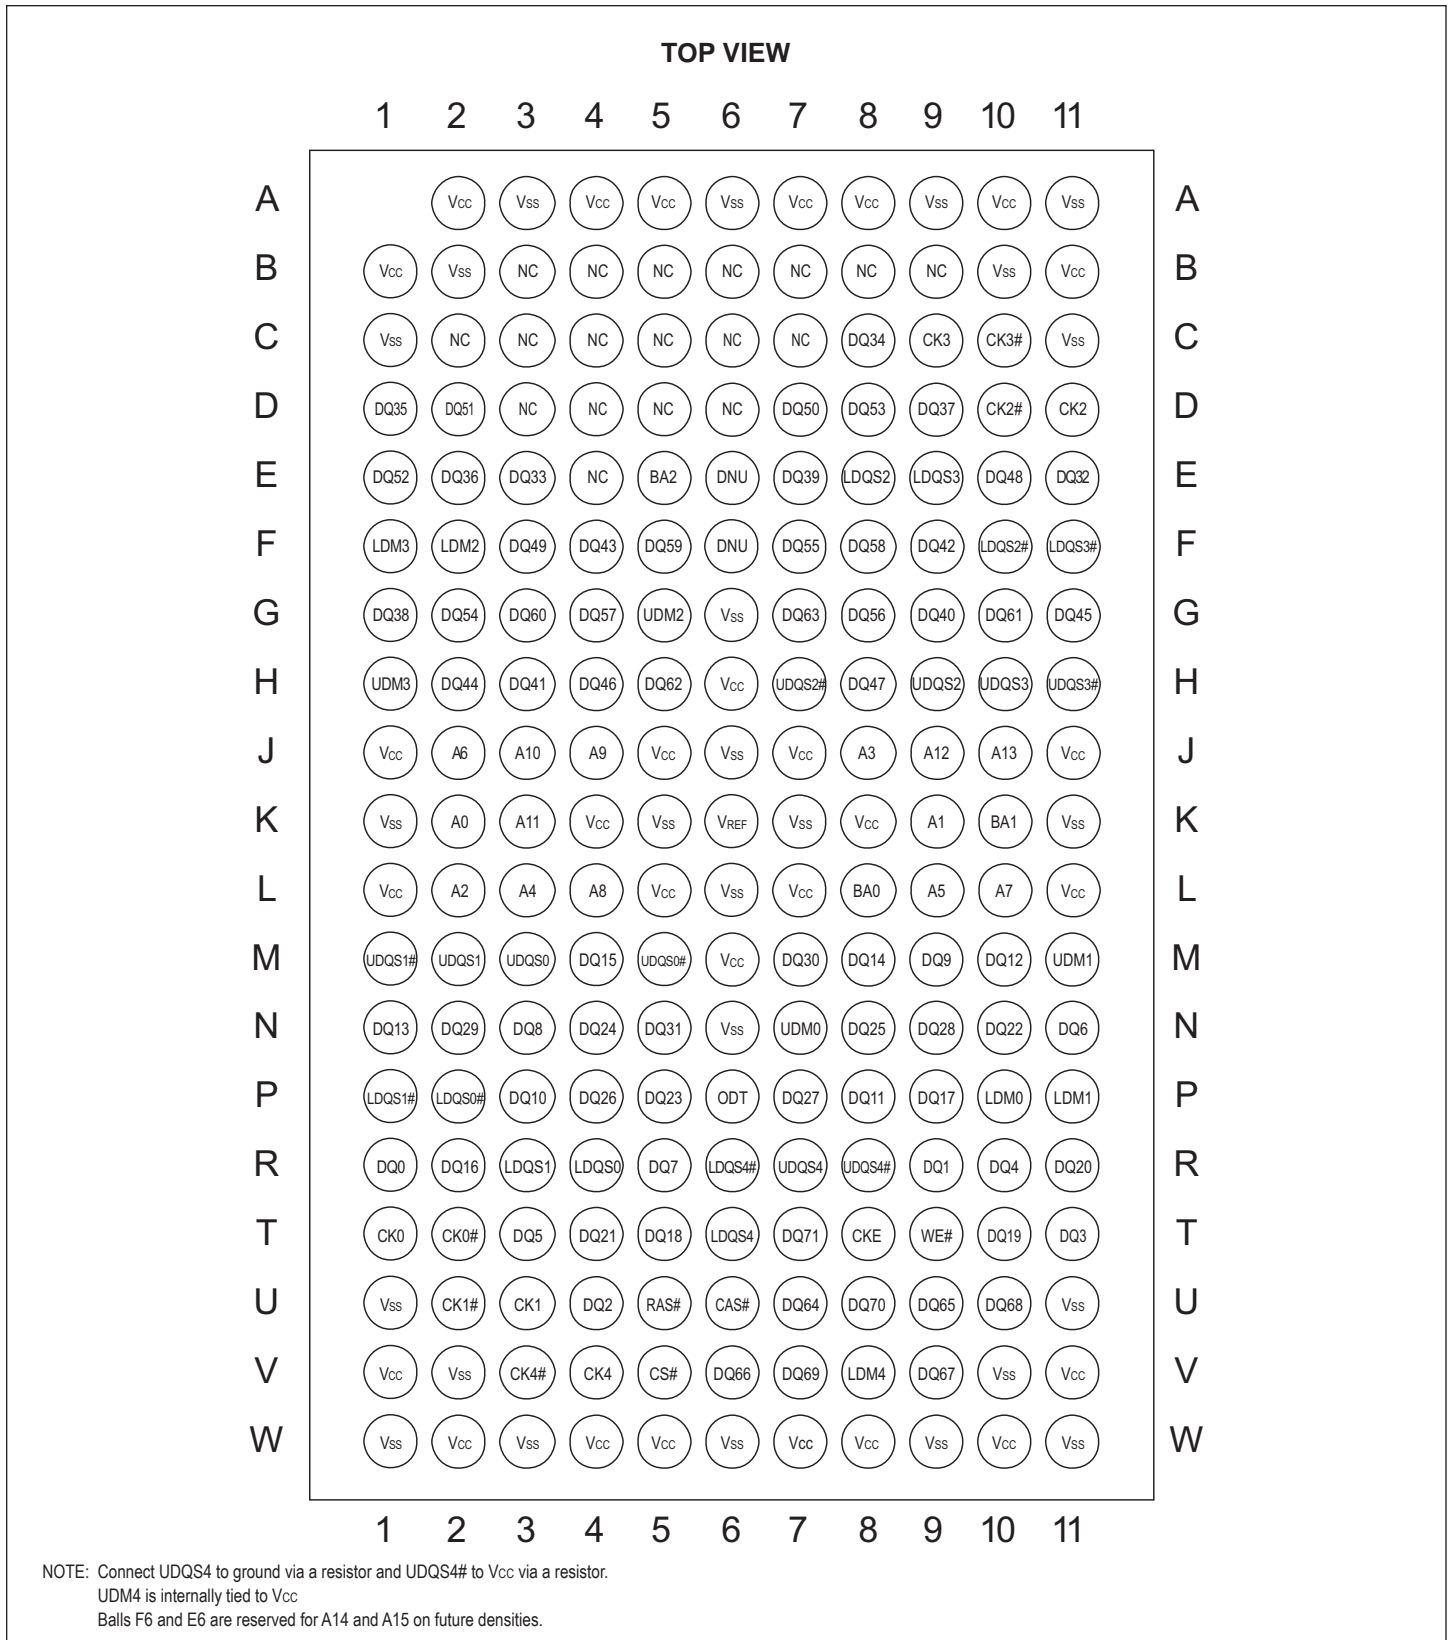 TOP VIEW
1 2 3 4 5 6 7 8 9 10 11
A Vcc Vss Vcc Vcc Vss Vcc Vcc Vss Vcc Vss A
B Vcc Vss NC NC NC NC NC NC NC Vss Vcc B
C Vss NC NC NC NC NC NC DQ34 CK3 CK3# Vss C
D DQ35 DQ51 NC NC NC NC DQ50 DQ53 DQ37 CK2# CK2 D
E DQ52 DQ36 DQ33 NC BA2 DNU DQ39 LDQS2 LDQS3 DQ48 DQ32 E
F LDM3 LDM2 DQ49 DQ43 DQ59 DNU DQ55 DQ58 DQ42 LDQS2# LDQS3# F
G DQ38 DQ54 DQ60 DQ57 UDM2 Vss DQ63 DQ56 DQ40 DQ61 DQ45 G
H UDM3 DQ44 DQ41 DQ46 DQ62 Vcc UDQS2# DQ47 UDQS2 UDQS3 UDQS3# H
J Vcc A6 A10 A9 Vcc Vss Vcc A3 A12 A13 Vcc J
K Vss A0 A11 Vcc Vss VREF Vss Vcc A1 BA1 Vss K
L Vcc A2 A4 A8 Vcc Vss Vcc BA0 A5 A7 Vcc L
M UDQS1# UDQS1 UDQS0 DQ15 UDQS0# Vcc DQ30 DQ14 DQ9 DQ12 UDM1 M
N DQ13 DQ29 DQ8 DQ24 DQ31 Vss UDM0 DQ25 DQ28 DQ22 DQ6 N
P LDQS1# LDQS0# DQ10 DQ26 DQ23 ODT DQ27 DQ11 DQ17 LDM0 LDM1 P
R DQ0 DQ16 LDQS1 LDQS0 DQ7 LDQS4# UDQS4 UDQS4# DQ1 DQ4 DQ20 R
T CK0 CK0# DQ5 DQ21 DQ18 LDQS4 DQ71 CKE WE# DQ19 DQ3 T
U Vss CK1# CK1 DQ2 RAS# CAS# DQ64 DQ70 DQ65 DQ68 Vss U
V Vcc Vss CK4# CK4 CS# DQ66 DQ69 LDM4 DQ67 Vss Vcc V
W Vss Vcc Vss Vcc Vcc Vss Vcc Vcc Vss Vcc Vss W
1 2 3 4 5 6 7 8 9 10 11
NOTE: Connect UDQS4 to ground via a resistor and UDQS4# to Vcc via a resistor.
UDM4 is internally tied to Vcc
Balls F6 and E6 are reserved for A14 and A15 on future densities.